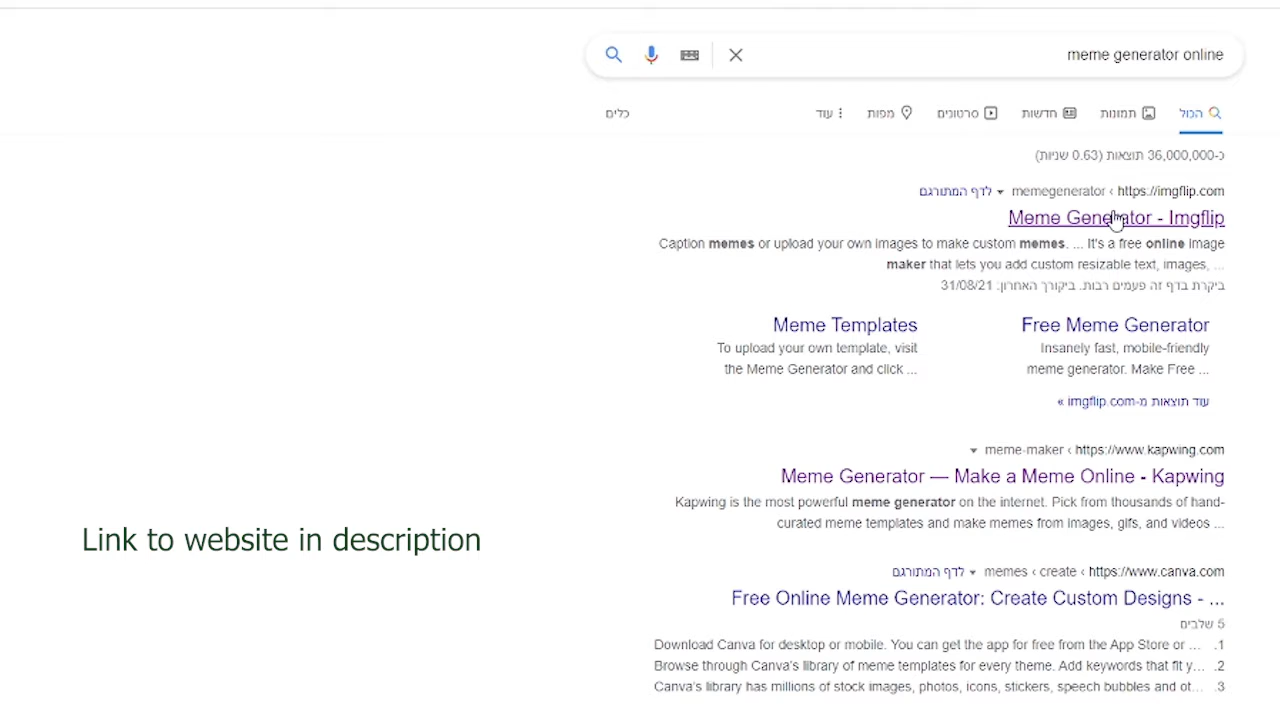 meme generator online
הכול
תמונות
חדשות
סרטונים
מפות
עוד
כלים
כ-36,000,000 תוצאות (0.63 שניות)
https://imgflip.com › memegenerator לדף המתורגם
Meme Generator - Imgflip
Caption memes or upload your own images to make custom memes. ... It's a free online image
maker that lets you add custom resizable text, images, ...
ביקרת בדף זה פעמים רבות. ביקורך האחרון: 31/08/21
Free Meme Generator
Insanely fast, mobile-friendly
meme generator. Make Free ...
Meme Templates
To upload your own template, visit
the Meme Generator and click ...
עוד תוצאות מ-imgflip.com »
https://www.kapwing.com › meme-maker
Meme Generator — Make a Meme Online - Kapwing
Kapwing is the most powerful meme generator on the internet. Pick from thousands of hand-
curated meme templates and make memes from images, gifs, and videos ...
Link to website in description
https://www.canva.com › create › memes לדף המתורגם
Free Online Meme Generator: Create Custom Designs - ...
5 שלבים
1. Download Canva for desktop or mobile. You can get the app for free from the App Store or ...
2. Browse through Canva's library of meme templates for every theme. Add keywords that fit y...
3. Canva's library has millions of stock images, photos, icons, stickers, speech bubbles and ot...